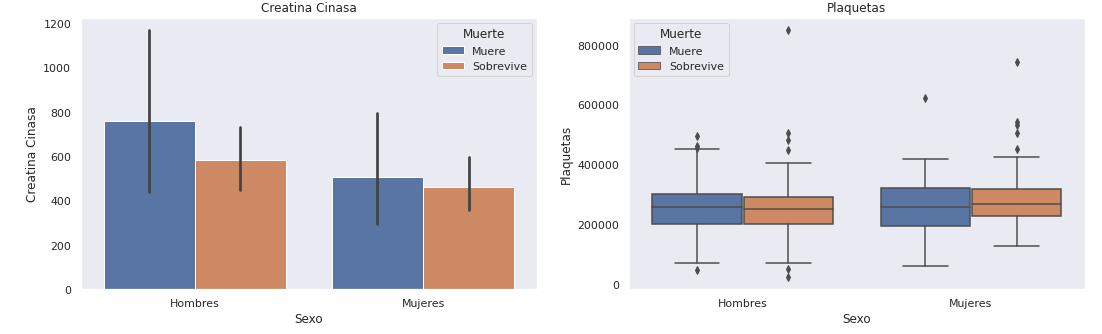 Creatina Cinasa
1200
1000
800
600
400
200
0
Creatina Cinasa
Muerte
Muere
Sobrevive
Hombres
Mujeres
Sexo
Plaquetas
800000
600000
400000
200000
0
Plaquetas
Muerte
Muere
Sobrevive
Hombres
Mujeres
Sexo